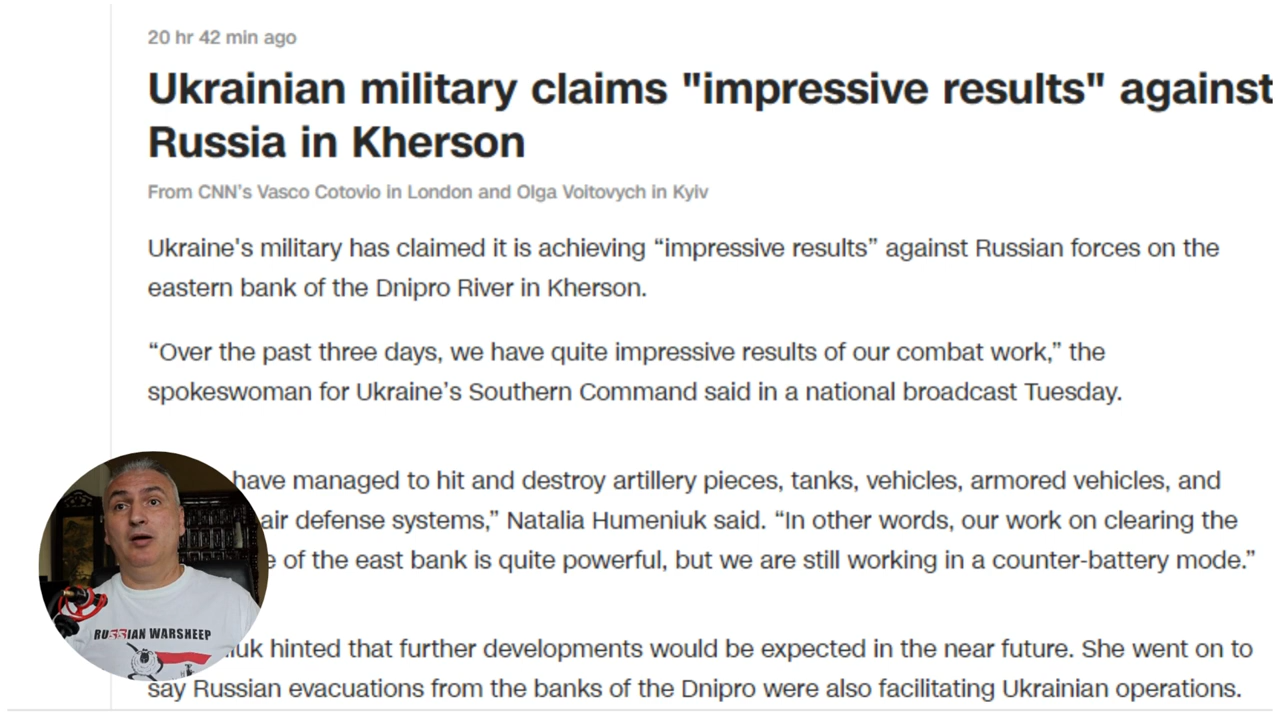 20 hr 42 min ago
Ukrainian military claims "impressive results" against
Russia in Kherson
From CNN's Vasco Cotovio in London and Olga Voitovych in Kyiv
Ukraine's military has claimed it is achieving “impressive results” against Russian forces on the
eastern bank of the Dnipro River in Kherson.
“Over the past three days, we have quite impressive results of our combat work,” the
spokeswoman for Ukraine’s Southern Command said in a national broadcast Tuesday.
have managed to hit and destroy artillery pieces, tanks, vehicles, armored vehicles, and
air defense systems,” Natalia Humeniuk said. “In other words, our work on clearing the
of the east bank is quite powerful, but we are still working in a counter-battery mode.”
hinted that further developments would be expected in the near future. She went on to
say Russian evacuations from the banks of the Dnipro were also facilitating Ukrainian operations.
RUSSIAN WARSHEEP